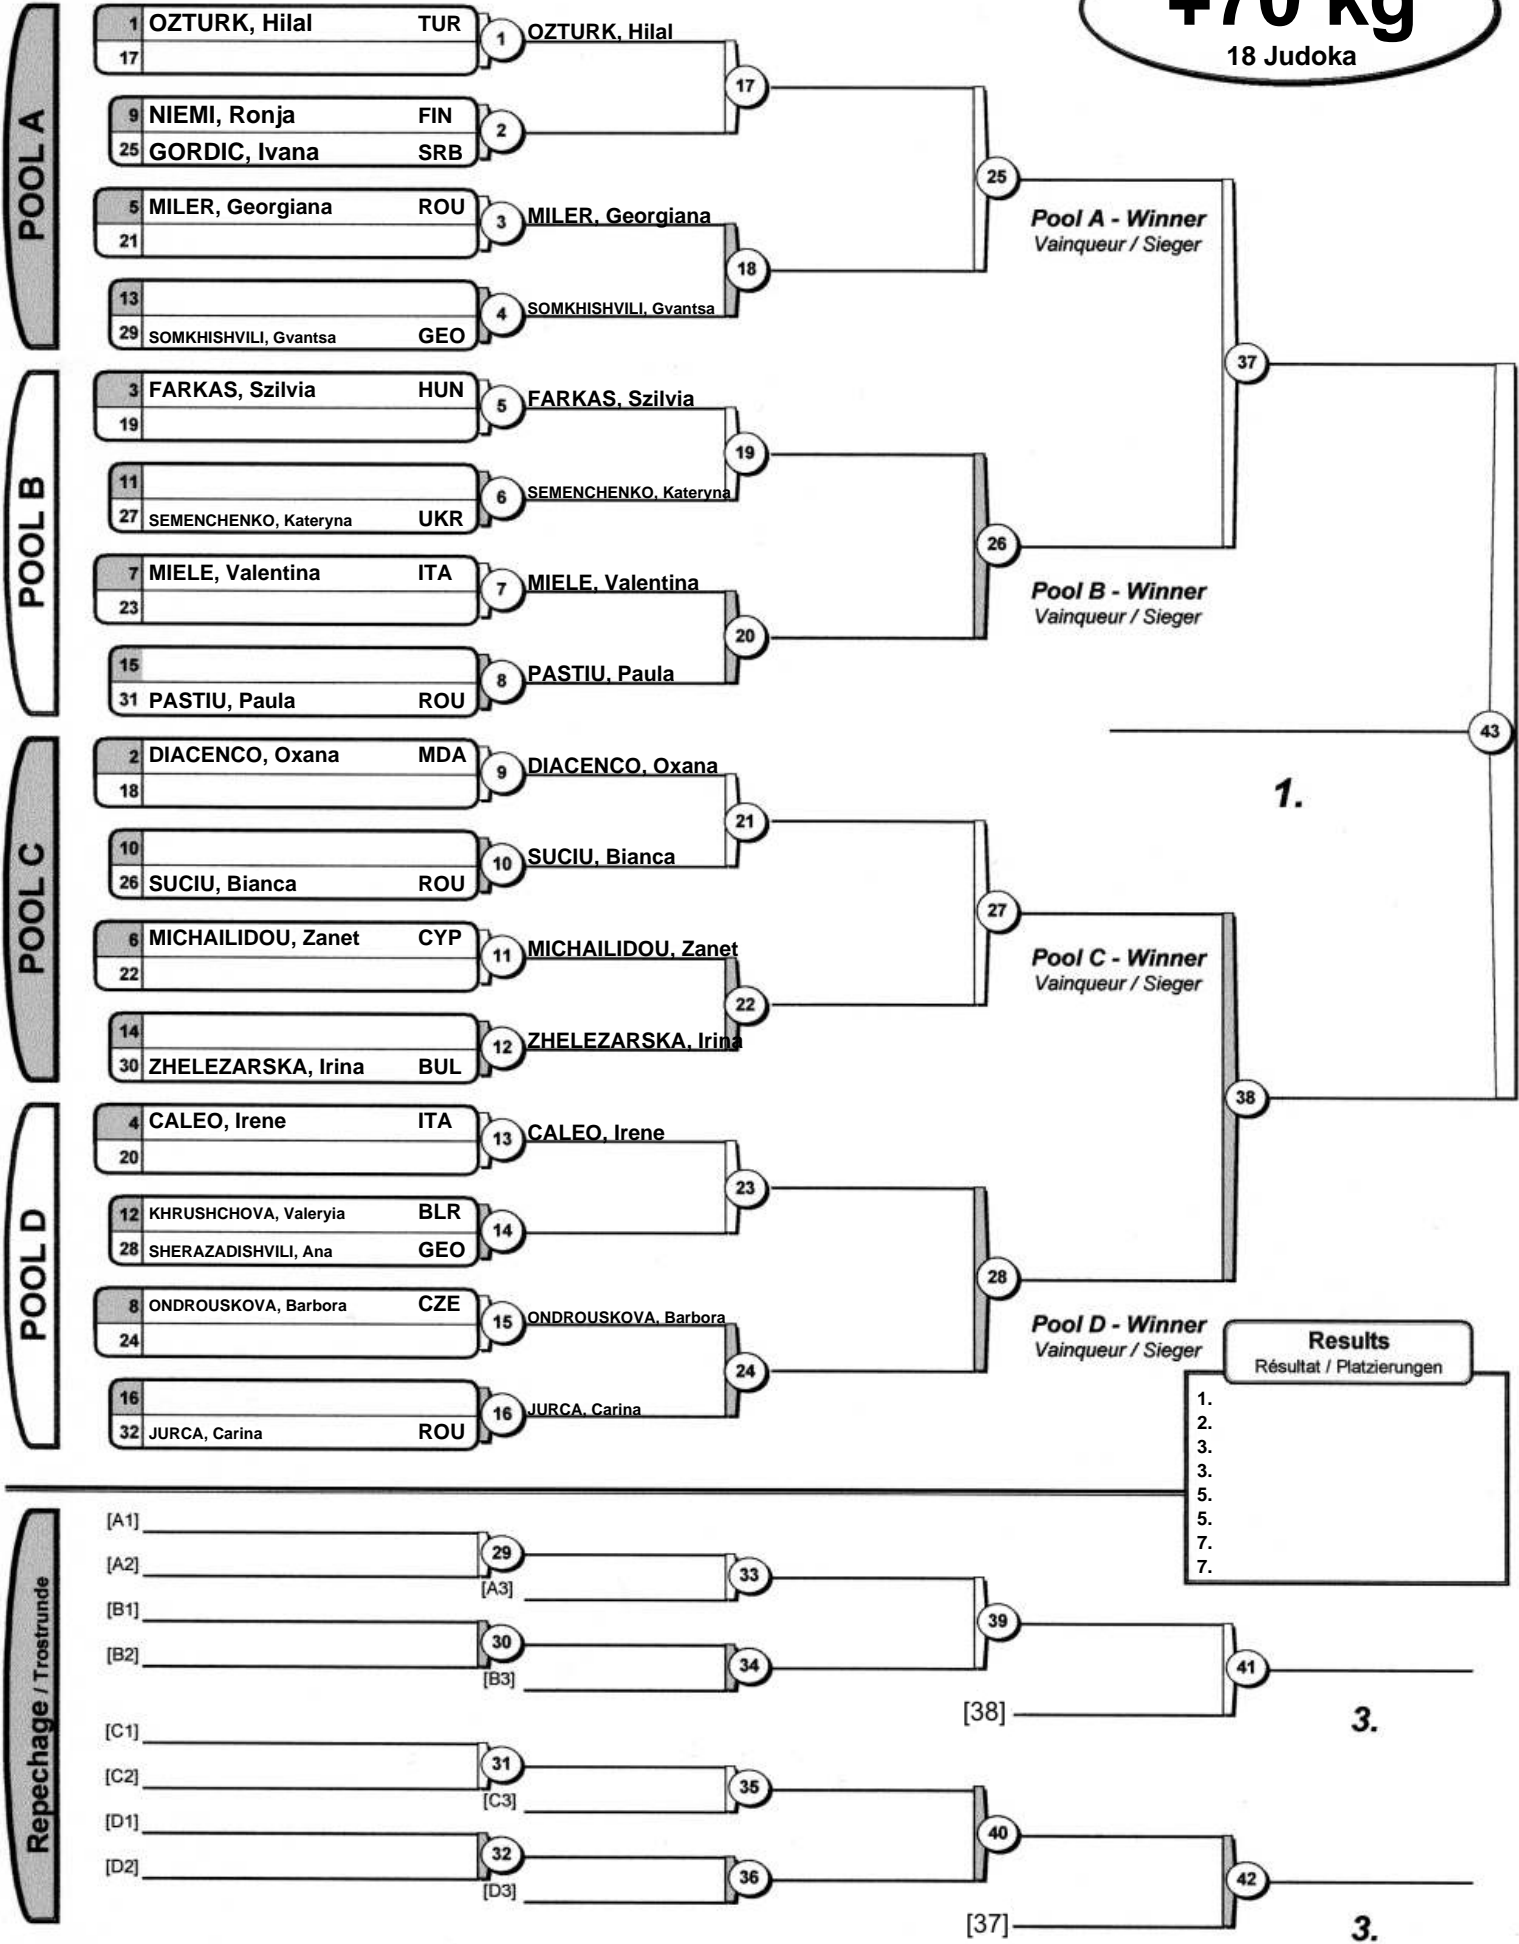 +70 kg
18 Judoka
POOL A
1 OZTURK, Hilal TUR
17
1 OZTURK, Hilal
17
9 NIEMI, Ronja FIN
25 GORDIC, Ivana SRB
2
25
Pool A - Winner
Vainqueur / Sieger
5 MILER, Georgiana ROU
21
3 MILER, Georgiana
18
13
29 SOMKHISHVILI, Gvantsa GEO
4 SOMKHISHVILI, Gvantsa
37
POOL B
3 FARKAS, Szilvia HUN
19
5 FARKAS, Szilvia
19
11
27 SEMENCHENKO, Kateryna UKR
6 SEMENCHENKO, Kateryna
26
Pool B - Winner
Vainqueur / Sieger
7 MIELE, Valentina ITA
23
7 MIELE, Valentina
20
15
31 PASTIU, Paula ROU
8 PASTIU, Paula
43
1.
POOL C
2 DIACENCO, Oxana MDA
18
9 DIACENCO, Oxana
21
10
26 SUCIU, Bianca ROU
10 SUCIU, Bianca
27
Pool C - Winner
Vainqueur / Sieger
6 MICHAILIDOU, Zanet CYP
22
11 MICHAILIDOU, Zanet
22
14
30 ZHELEZARSKA, Irina BUL
12 ZHELEZARSKA, Irina
38
POOL D
4 CALEO, Irene ITA
20
13 CALEO, Irene
23
12 KHRUSHCHOVA, Valeryia BLR
28 SHERAZADISHVILI, Ana GEO
14
28
Pool D - Winner
Vainqueur / Sieger
8 ONDROUSKOVA, Barbora CZE
24
15 ONDROUSKOVA, Barbora
24
16
32 JURCA, Carina ROU
16 JURCA, Carina
Results
Résultat / Platzierungen
1.
2.
3.
3.
5.
5.
7.
7.
Repechage / Trostrunde
[A1]
29
[A2]
[A3]
33
[B1]
30
[B2]
[B3]
34
39
[38]
41
3.
[C1]
31
[C2]
[C3]
35
[D1]
32
[D2]
[D3]
36
40
[37]
42
3.